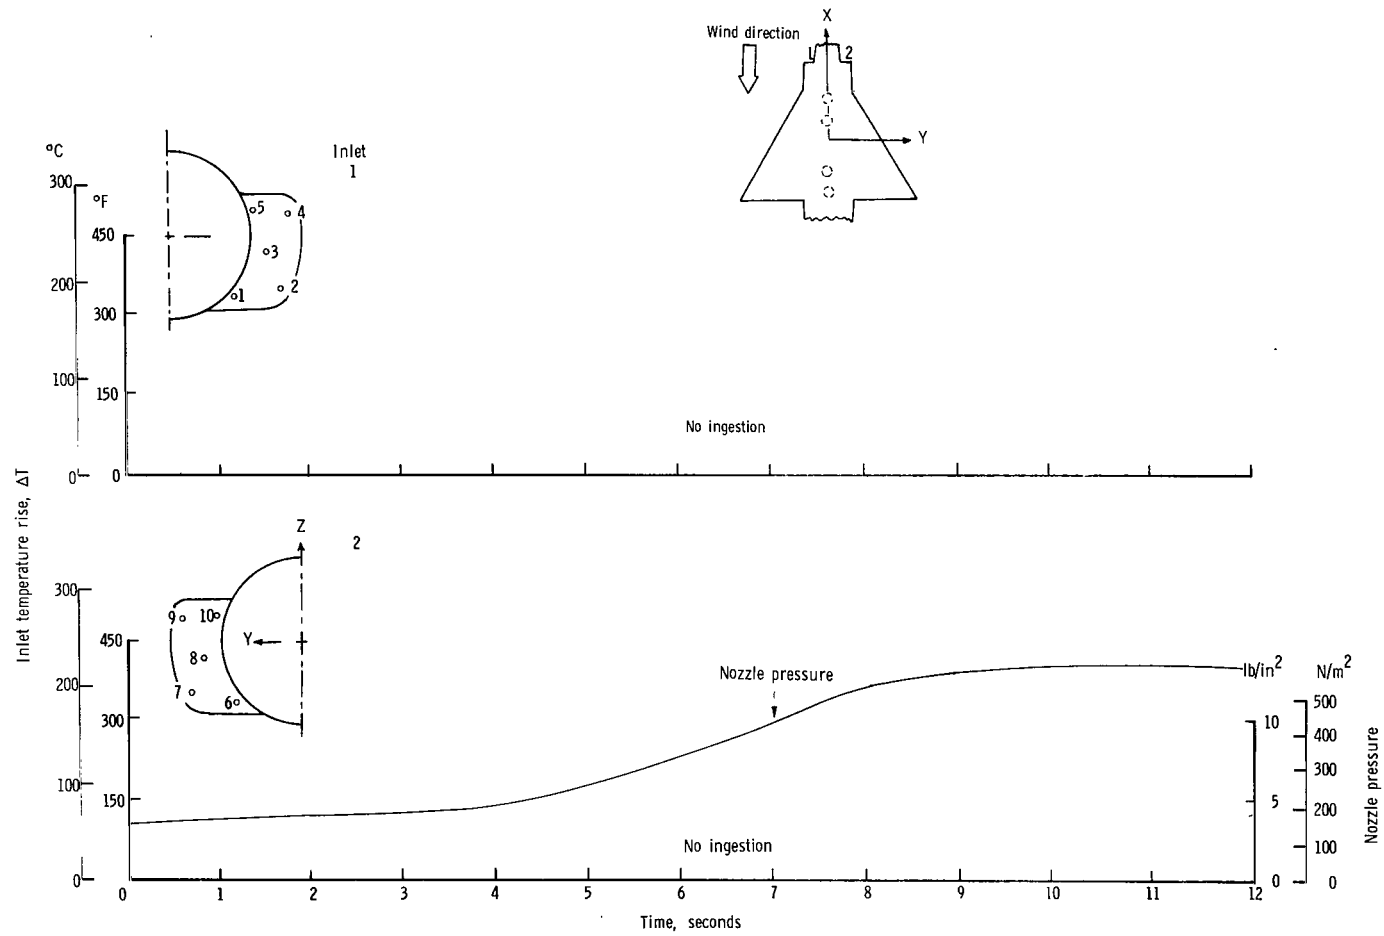 X
Wind direction
1 2
Y
°C
Inlet
1
300
°F
450
200
300
100
150
0
0
5 4
3
1 2
No ingestion
Inlet temperature rise, ΔT
Z
2
300
450
200
300
100
150
0
9 10
Y
8
7 6
Nozzle pressure
No ingestion
lb/in²
10
5
0
N/m²
500
400
300
200
100
0
Nozzle pressure
0 1 2 3 4 5 6 7 8 9 10 11 12
Time, seconds